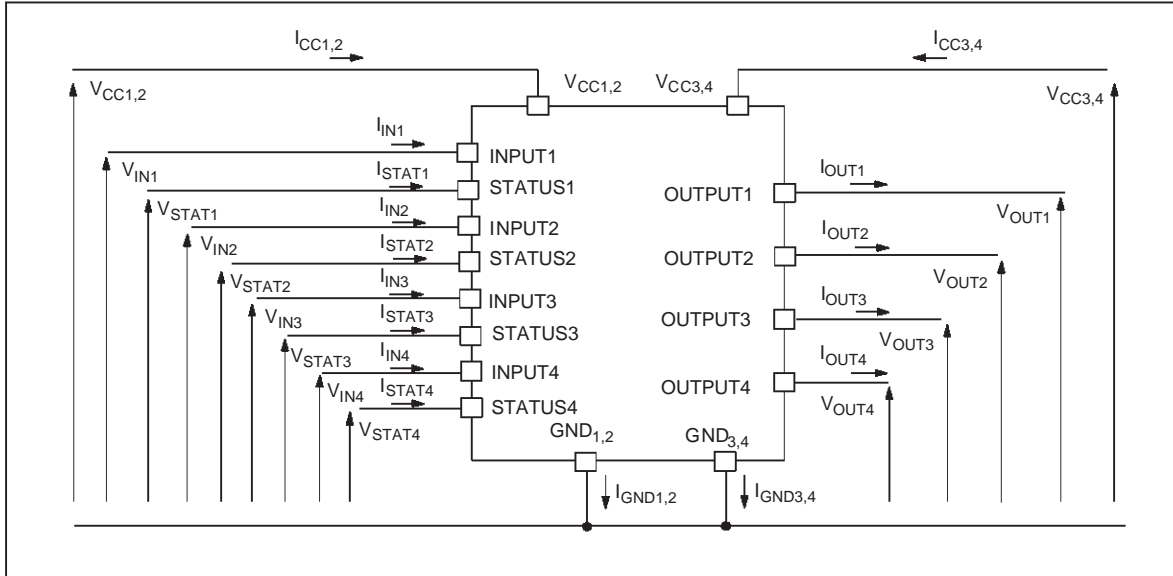 I_CC1,2
I_CC3,4
V_CC1,2
V_CC1,2
V_CC3,4
V_CC3,4
I_IN1
INPUT1
V_IN1
I_STAT1
STATUS1
OUTPUT1
I_OUT1
V_OUT1
V_STAT1
I_IN2
INPUT2
V_IN2
I_STAT2
STATUS2
OUTPUT2
I_OUT2
V_OUT2
V_STAT2
I_IN3
INPUT3
V_IN3
I_STAT3
STATUS3
OUTPUT3
I_OUT3
V_OUT3
V_STAT3
I_IN4
INPUT4
V_IN4
I_STAT4
STATUS4
OUTPUT4
I_OUT4
V_OUT4
V_STAT4
GND_1,2
GND_3,4
I_GND1,2
I_GND3,4